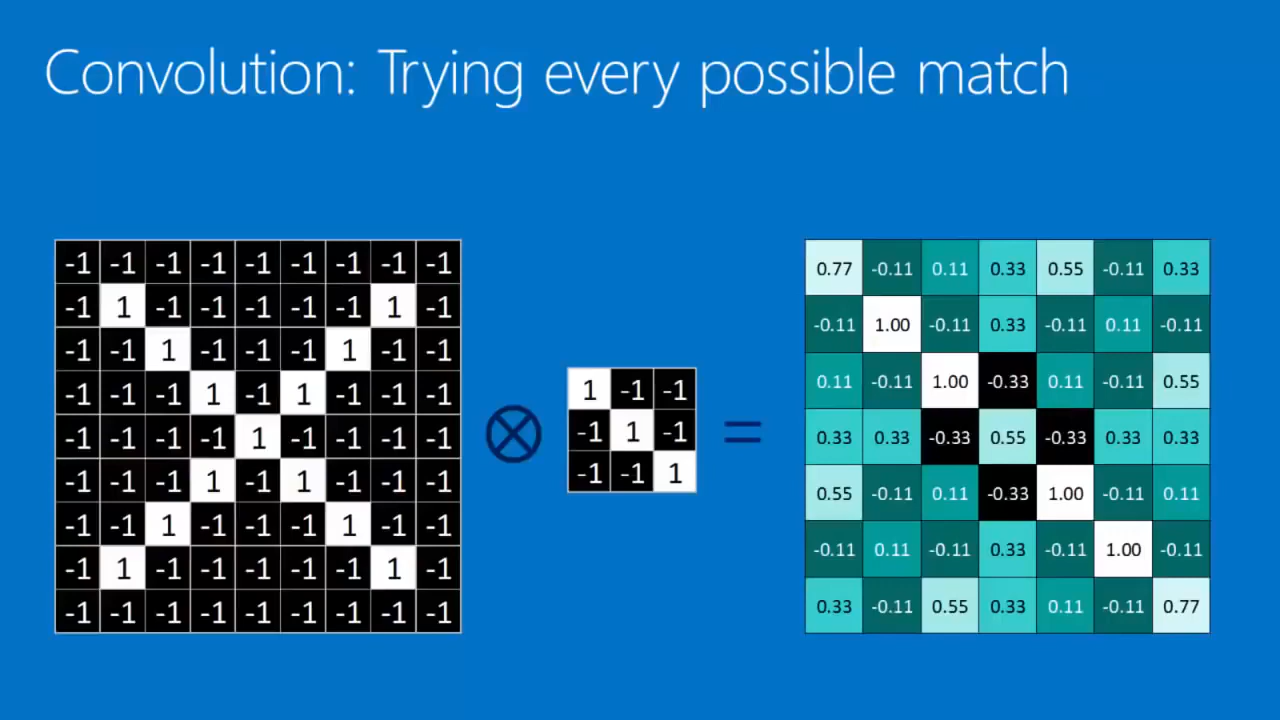 Convolution: Trying every possible match
-1 -1 -1 -1 -1 -1 -1 -1 -1
-1 1 -1 -1 -1 -1 -1 1 -1
-1 -1 1 -1 -1 -1 1 -1 -1
-1 -1 -1 1 -1 1 -1 -1 -1
-1 -1 -1 -1 1 -1 -1 -1 -1
-1 -1 -1 1 -1 1 -1 -1 -1
-1 -1 1 -1 -1 -1 1 -1 -1
-1 1 -1 -1 -1 -1 -1 1 -1
-1 -1 -1 -1 -1 -1 -1 -1 -1
⊗
1 -1 -1
-1 1 -1
-1 -1 1
=
0.77 -0.11 0.11 0.33 0.55 -0.11 0.33
-0.11 1.00 -0.11 0.33 -0.11 0.11 -0.11
0.11 -0.11 1.00 -0.33 0.11 -0.11 0.55
0.33 0.33 -0.33 0.55 -0.33 0.33 0.33
0.55 -0.11 0.11 -0.33 1.00 -0.11 0.11
-0.11 0.11 -0.11 0.33 -0.11 1.00 -0.11
0.33 -0.11 0.55 0.33 0.11 -0.11 0.77